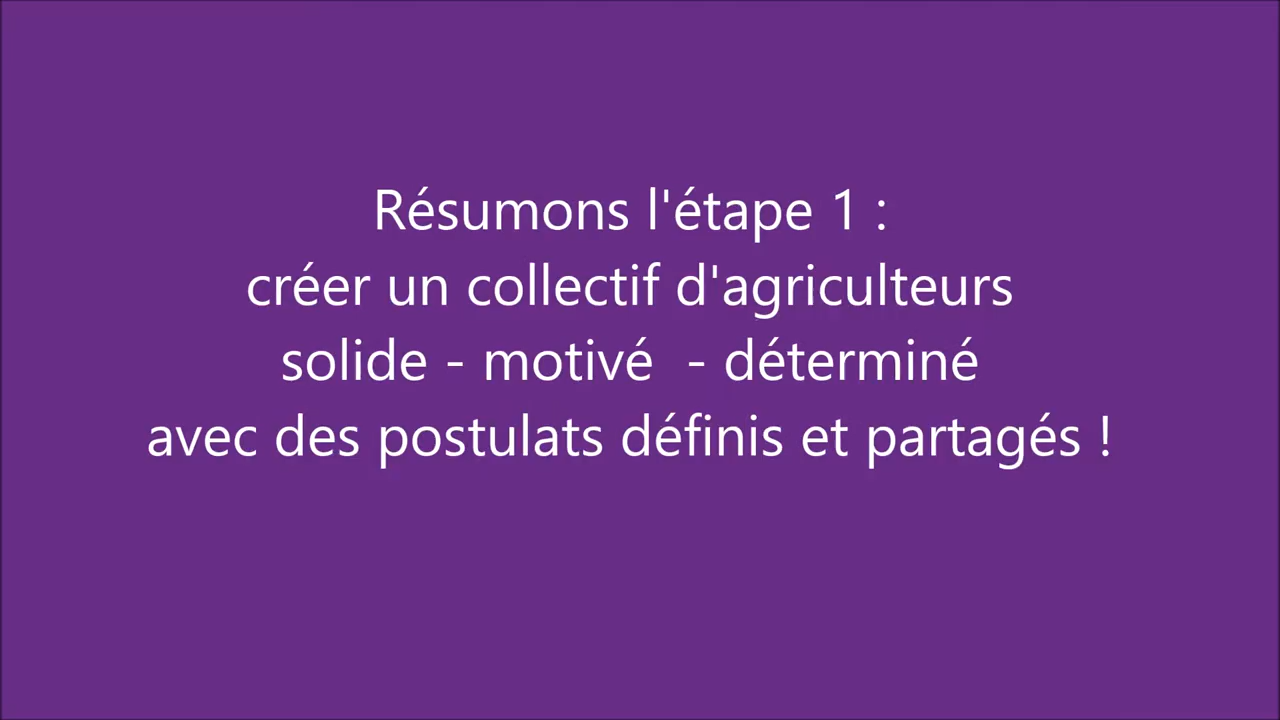 Résumons l'étape 1 :
créer un collectif d'agriculteurs
solide - motivé  - déterminé
avec des postulats définis et partagés !